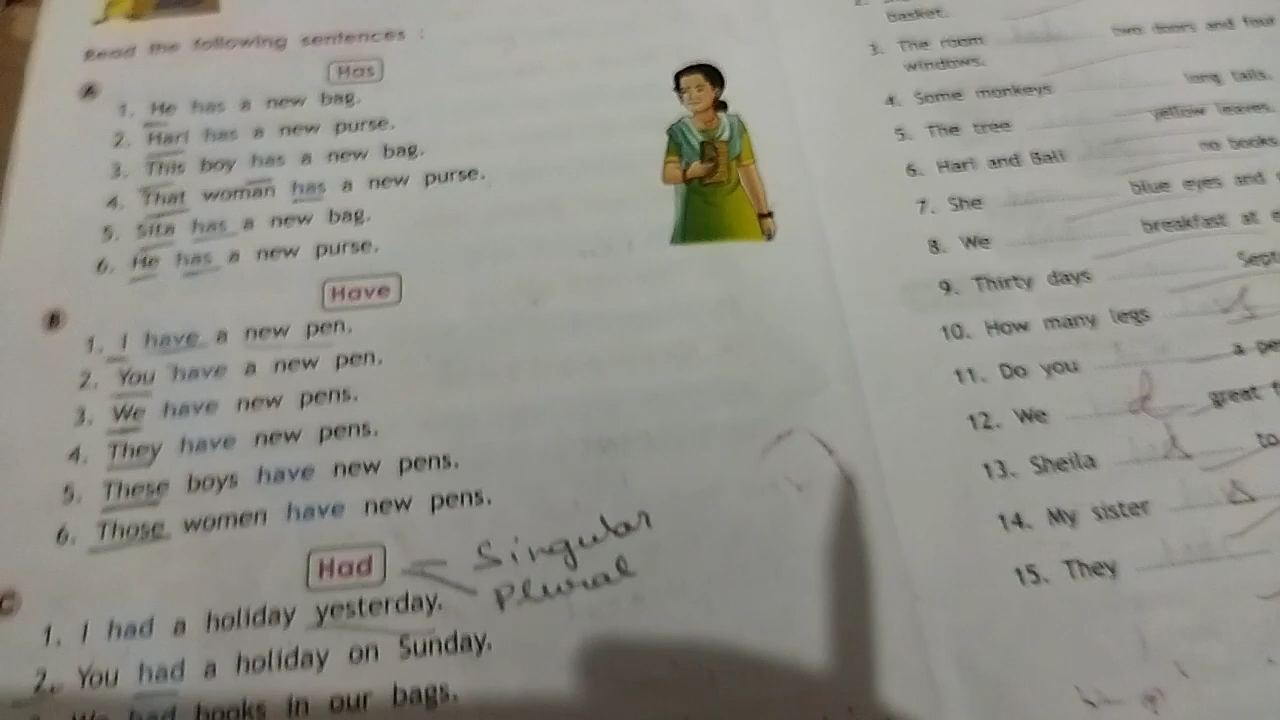 Read the following sentences :
Has
A
1. He has a new bag.
2. Hari has a new purse.
3. This boy has a new bag.
4. That woman has a new purse.
5. Sita has a new bag.
6. He has a new purse.
Have
B
1. I have a new pen.
2. You have a new pen.
3. We have new pens.
4. They have new pens.
5. These boys have new pens.
6. Those women have new pens.
Had
Singular
Plural
C
1. I had a holiday yesterday.
2. You had a holiday on Sunday.
We had books in our bags.
basket.
3. The room two doors and four
windows.
4. Some monkeys long tails.
5. The tree yellow leaves.
6. Hari and Bali no books
7. She blue eyes and
8. We breakfast at
9. Thirty days Sept
10. How many legs
11. Do you a pe
12. We great
13. Sheila to
14. My sister
15. They